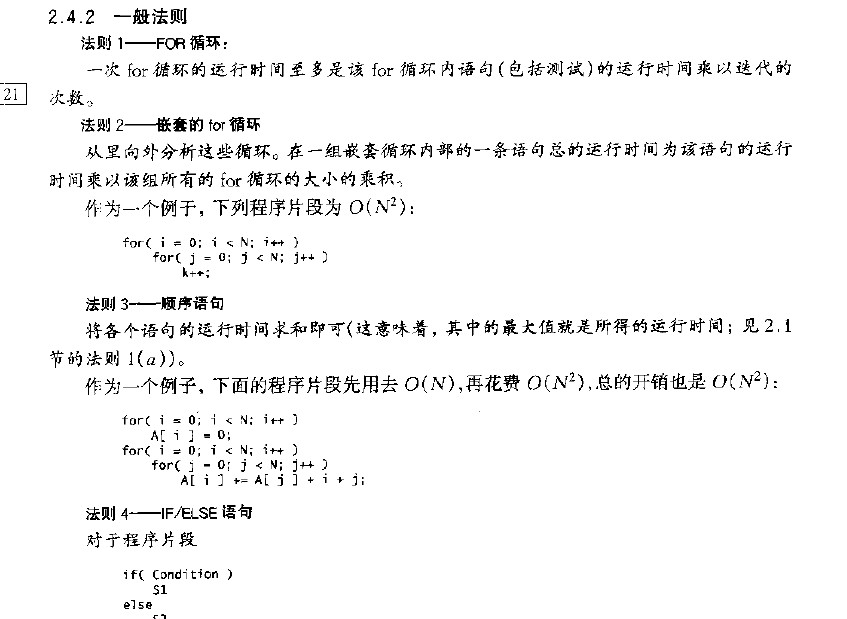 2.4.2 一般法则
法则 1——FOR 循环：
一次 for 循环的运行时间至多是该 for 循环内语句(包括测试)的运行时间乘以迭代的
21
次数。
法则 2——嵌套的 for 循环
从里向外分析这些循环。在一组嵌套循环内部的一条语句总的运行时间为该语句的运行
时间乘以该组所有的 for 循环的大小的乘积。
作为一个例子，下列程序片段为 O(N²)：
for( i = 0; i < N; i++ )
for( j = 0; j < N; j++ )
k++;
法则 3——顺序语句
将各个语句的运行时间求和即可(这意味着，其中的最大值就是所得的运行时间；见 2.1
节的法则 1(a))。
作为一个例子，下面的程序片段先用去 O(N),再花费 O(N²),总的开销也是 O(N²)：
for( i = 0; i < N; i++ )
A[ i ] = 0;
for( i = 0; i < N; i++ )
for( j = 0; j < N; j++ )
A[ i ] += A[ j ] + i + j;
法则 4——IF/ELSE 语句
对于程序片段
if( Condition )
S1
else
S2